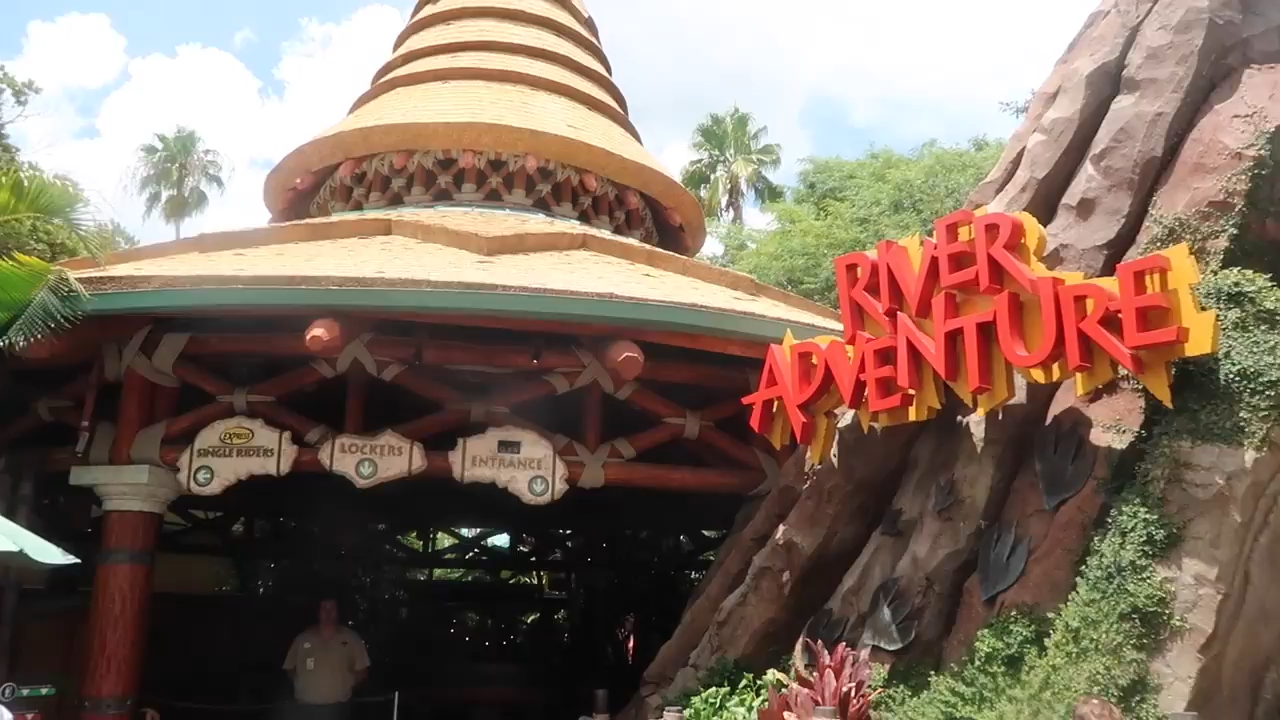 RIVER
ADVENTURE
EXPRESS
SINGLE RIDERS
LOCKERS
ENTRANCE